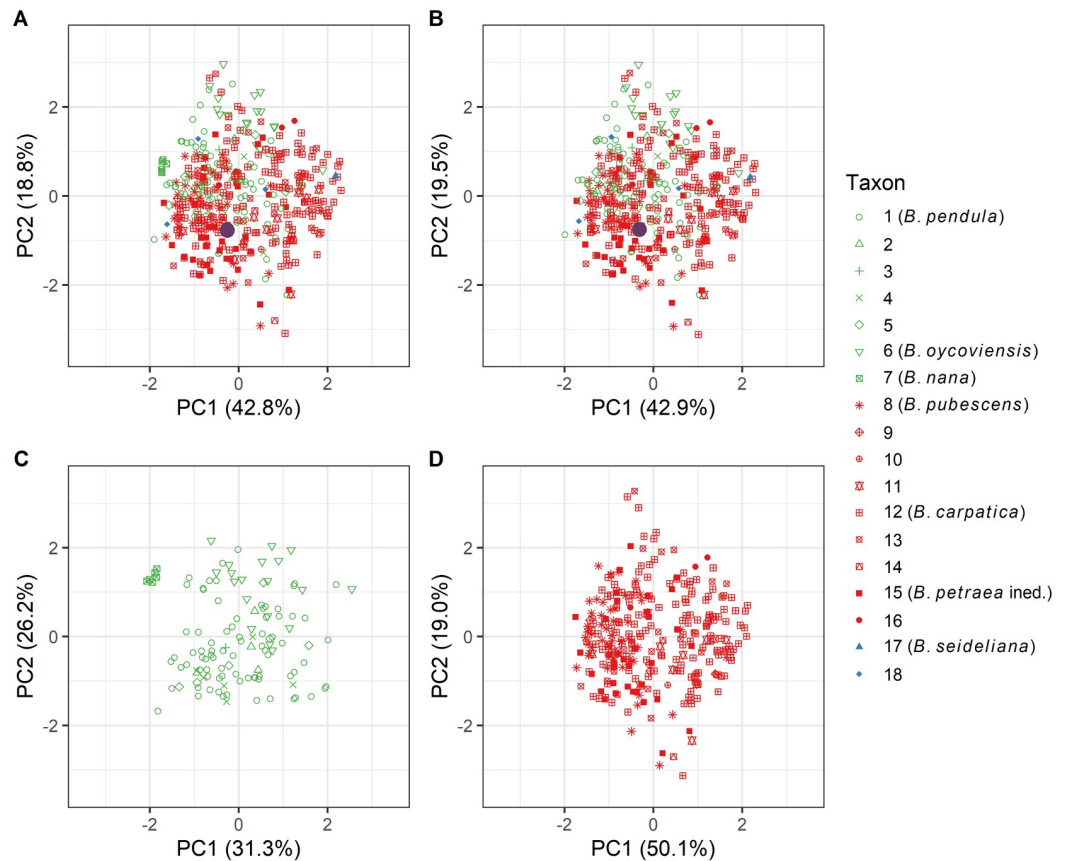 A
PC2 (18.8%)
2
0
-2
-2
0
2
PC1 (42.8%)
B
PC2 (19.5%)
2
0
-2
-2
0
2
PC1 (42.9%)
C
PC2 (26.2%)
2
0
-2
-2
0
2
PC1 (31.3%)
D
PC2 (19.0%)
2
0
-2
-2
0
2
PC1 (50.1%)
Taxon
1 (B. pendula)
2
3
4
5
6 (B. oycoviensis)
7 (B. nana)
8 (B. pubescens)
9
10
11
12 (B. carpatica)
13
14
15 (B. petraea ined.)
16
17 (B. seideliana)
18